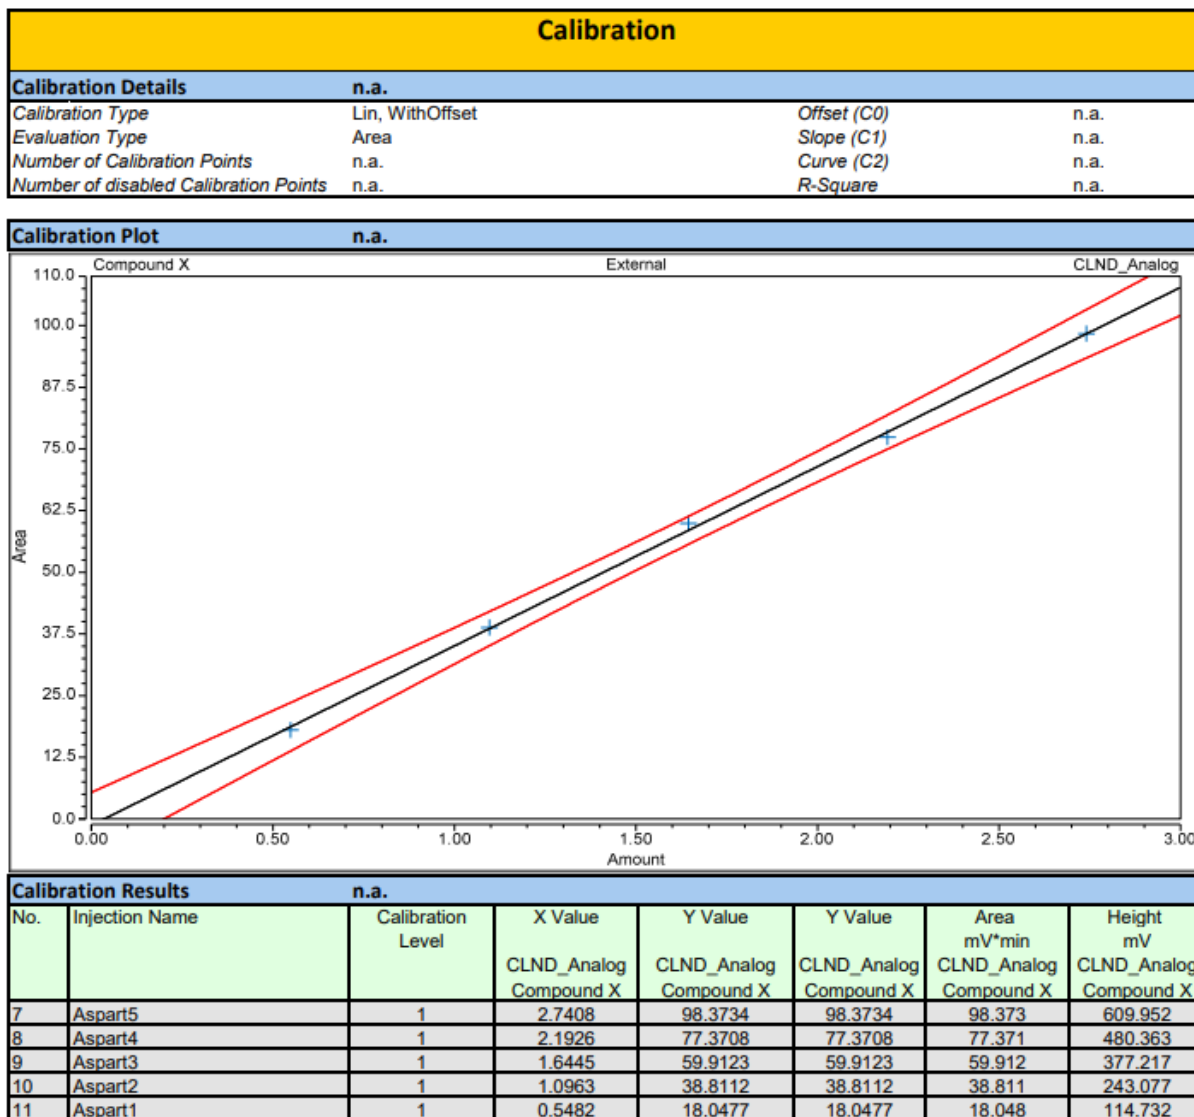 Calibration
Calibration Details n.a.
Calibration Type Lin, WithOffset Offset (C0) n.a.
Evaluation Type Area Slope (C1) n.a.
Number of Calibration Points n.a. Curve (C2) n.a.
Number of disabled Calibration Points n.a. R-Square n.a.
Calibration Plot n.a.
Compound X External CLND_Analog
110.0
100.0
87.5
75.0
62.5
50.0
37.5
25.0
12.5
0.0
Area
0.00 0.50 1.00 1.50 2.00 2.50 3.00
Amount
Calibration Results n.a.
No. Injection Name Calibration X Value Y Value Y Value Area Height
Level mV*min mV
CLND_Analog CLND_Analog CLND_Analog CLND_Analog CLND_Analog
Compound X Compound X Compound X Compound X Compound X
7 Aspart5 1 2.7408 98.3734 98.3734 98.373 609.952
8 Aspart4 1 2.1926 77.3708 77.3708 77.371 480.363
9 Aspart3 1 1.6445 59.9123 59.9123 59.912 377.217
10 Aspart2 1 1.0963 38.8112 38.8112 38.811 243.077
11 Aspart1 1 0.5482 18.0477 18.0477 18.048 114.732